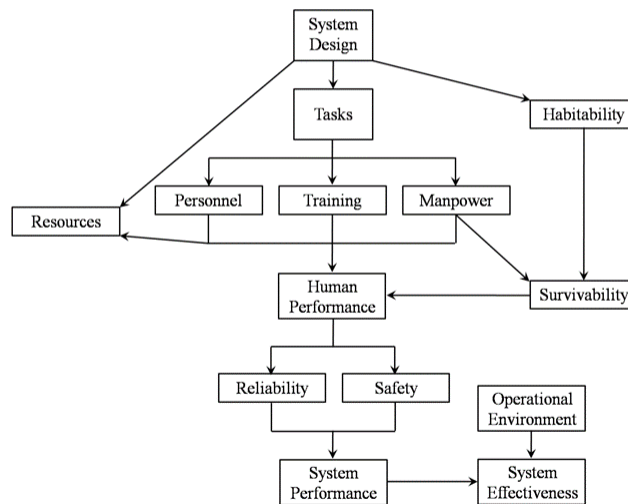 System
Design
Tasks
Habitability
Personnel
Training
Manpower
Resources
Human
Performance
Survivability
Reliability
Safety
Operational
Environment
System
Performance
System
Effectiveness